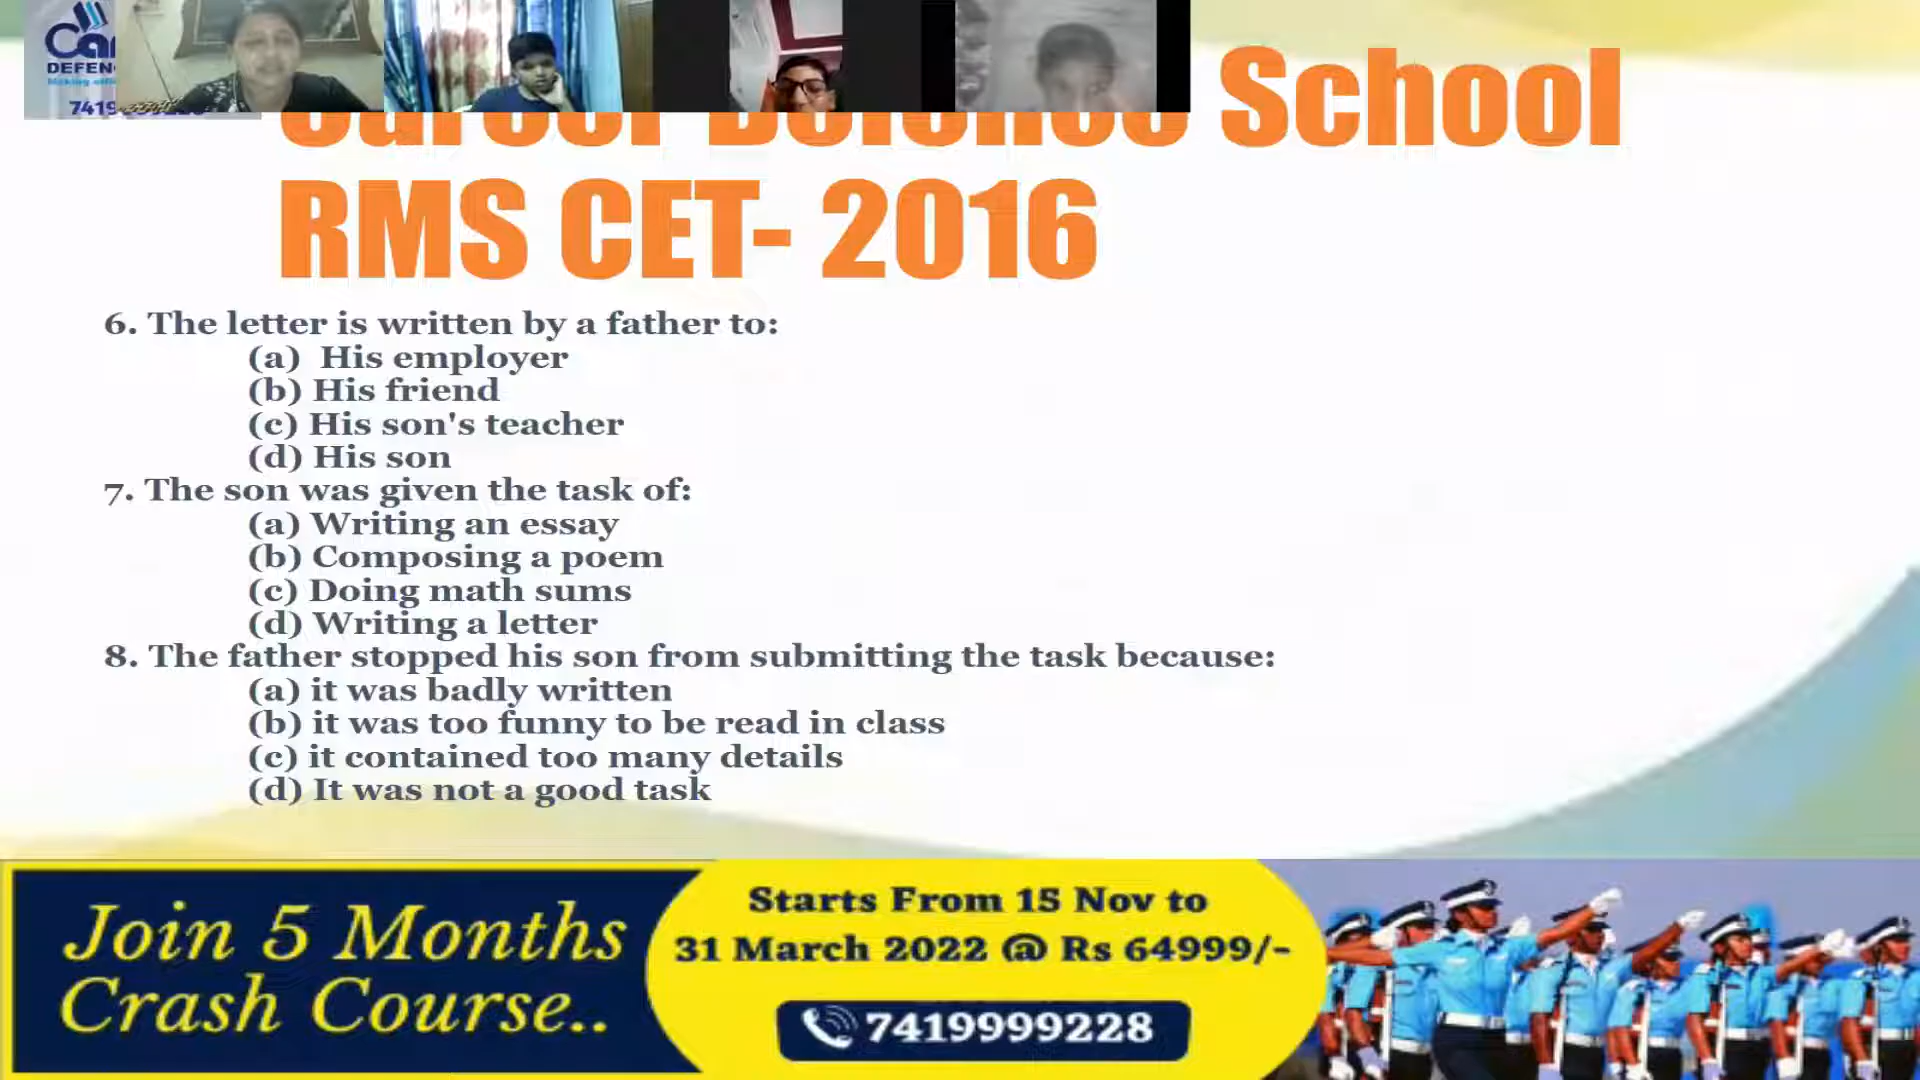 DEFEN
7419
School
RMS CET- 2016
6. The letter is written by a father to:
(a) His employer
(b) His friend
(c) His son's teacher
(d) His son
7. The son was given the task of:
(a) Writing an essay
(b) Composing a poem
(c) Doing math sums
(d) Writing a letter
8. The father stopped his son from submitting the task because:
(a) it was badly written
(b) it was too funny to be read in class
(c) it contained too many details
(d) It was not a good task
Join 5 Months
Crash Course..
Starts From 15 Nov to
31 March 2022 @ Rs 64999/-
7419999228